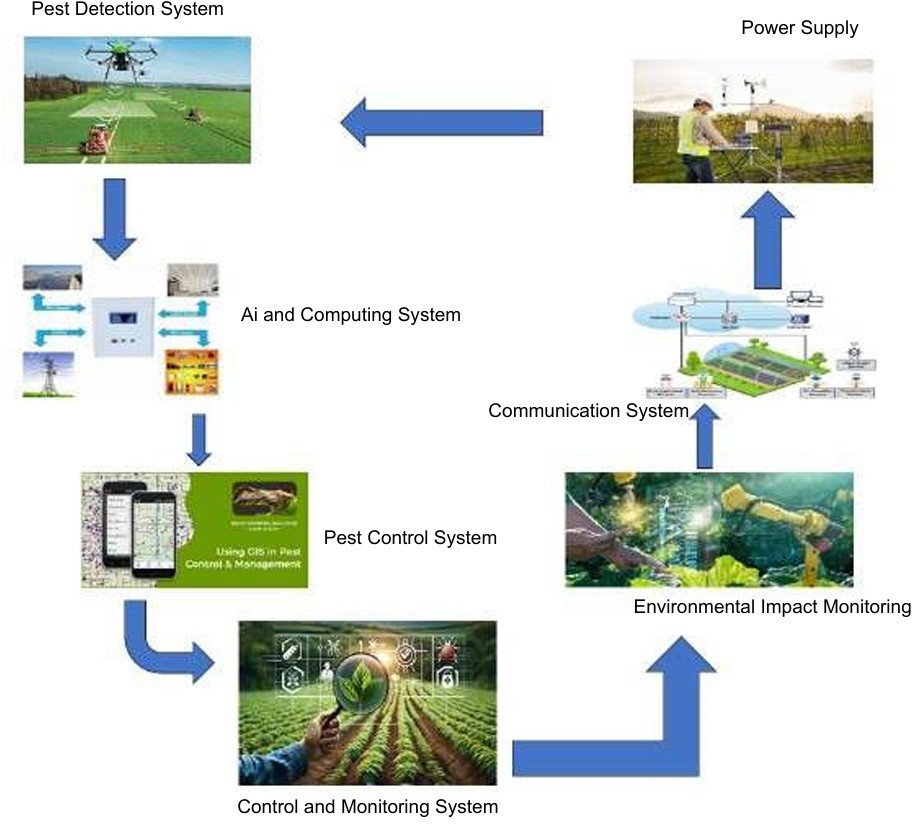 Pest Detection System
Power Supply
Ai and Computing System
Communication System
Pest Control System
Using GIS in Pest
Control & Management
Environmental Impact Monitoring
Control and Monitoring System